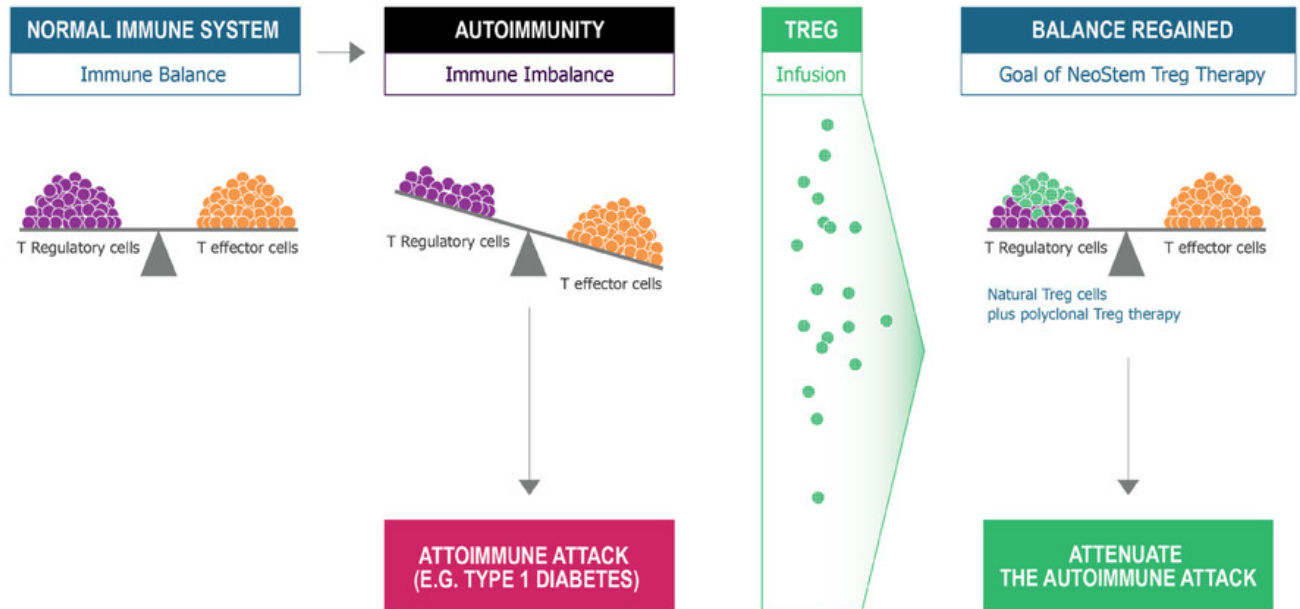 NORMAL IMMUNE SYSTEM
Immune Balance
T Regulatory cells
T effector cells
AUTOIMMUNITY
Immune Imbalance
T Regulatory cells
T effector cells
ATTOIMMUNE ATTACK
(E.G. TYPE 1 DIABETES)
TREG
Infusion
BALANCE REGAINED
Goal of NeoStem Treg Therapy
T Regulatory cells
T effector cells
Natural Treg cells
plus polyclonal Treg therapy
ATTENUATE
THE AUTOIMMUNE ATTACK